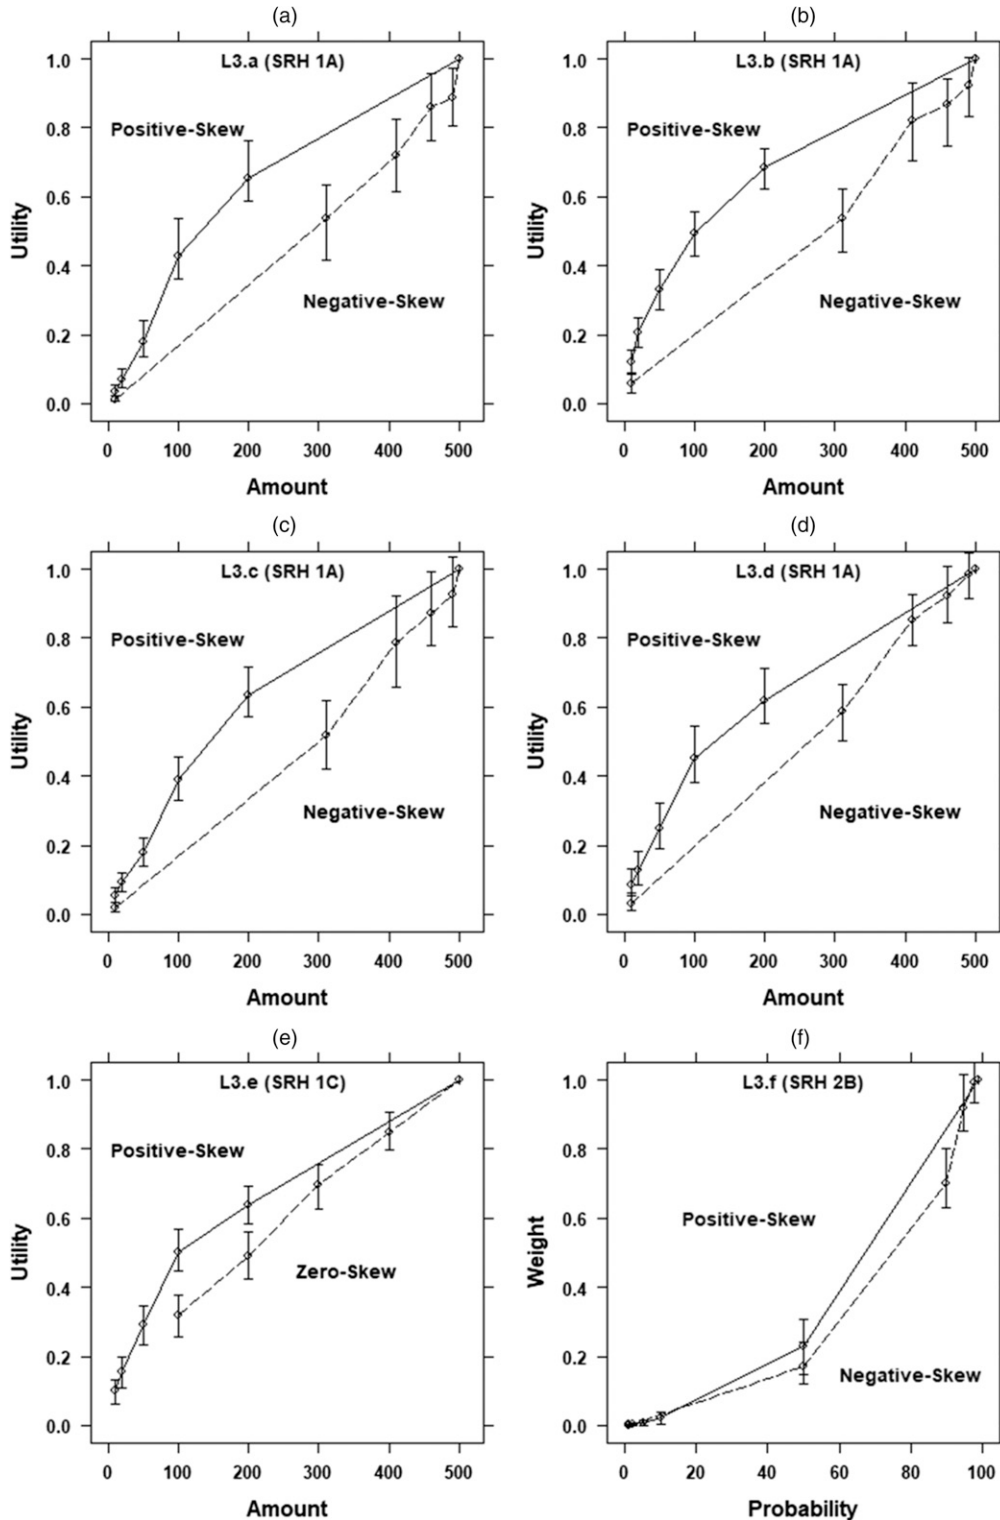 (a)
L3.a (SRH 1A)
1.0
Positive-Skew
0.8
0.6
Utility
0.4
Negative-Skew
0.2
0.0
0 100 200 300 400 500
Amount
(b)
L3.b (SRH 1A)
1.0
Positive-Skew
0.8
0.6
Utility
0.4
Negative-Skew
0.2
0.0
0 100 200 300 400 500
Amount
(c)
L3.c (SRH 1A)
1.0
Positive-Skew
0.8
0.6
Utility
0.4
Negative-Skew
0.2
0.0
0 100 200 300 400 500
Amount
(d)
L3.d (SRH 1A)
1.0
Positive-Skew
0.8
0.6
Utility
0.4
Negative-Skew
0.2
0.0
0 100 200 300 400 500
Amount
(e)
L3.e (SRH 1C)
1.0
Positive-Skew
0.8
0.6
Utility
Zero-Skew
0.4
0.2
0.0
0 100 200 300 400 500
Amount
(f)
L3.f (SRH 2B)
1.0
0.8
Positive-Skew
0.6
Weight
0.4
Negative-Skew
0.2
0.0
0 20 40 60 80 100
Probability